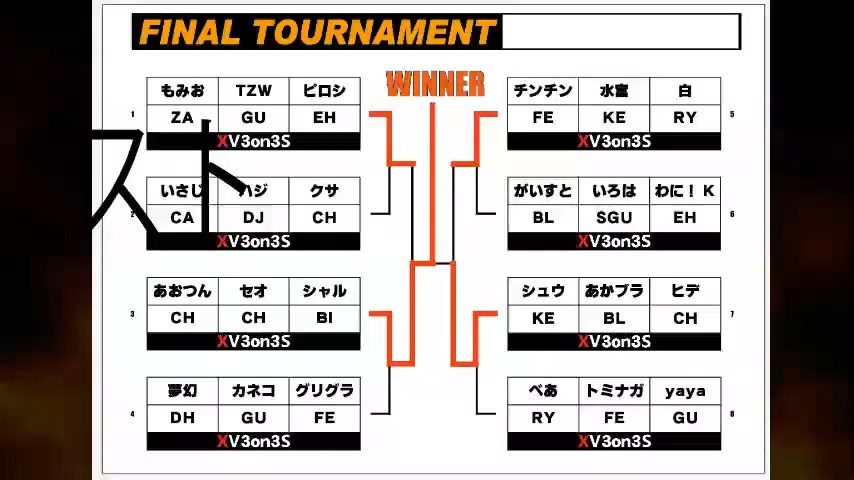 FINAL TOURNAMENT
WINNER
1
もみお TZW ピロシ
ZA GU EH
XV3on3S
スト
2
いさじ ハジ クサ
CA DJ CH
XV3on3S
3
あおつん セオ シャル
CH CH BI
XV3on3S
4
夢幻 カネコ グリグラ
DH GU FE
XV3on3S
チンチン 水室 白
FE KE RY
XV3on3S
5
がいすと いろは わに!K
BL SGU EH
XV3on3S
6
シュウ あかブラ ヒデ
KE BL CH
XV3on3S
7
べあ トミナガ yaya
RY FE GU
XV3on3S
8